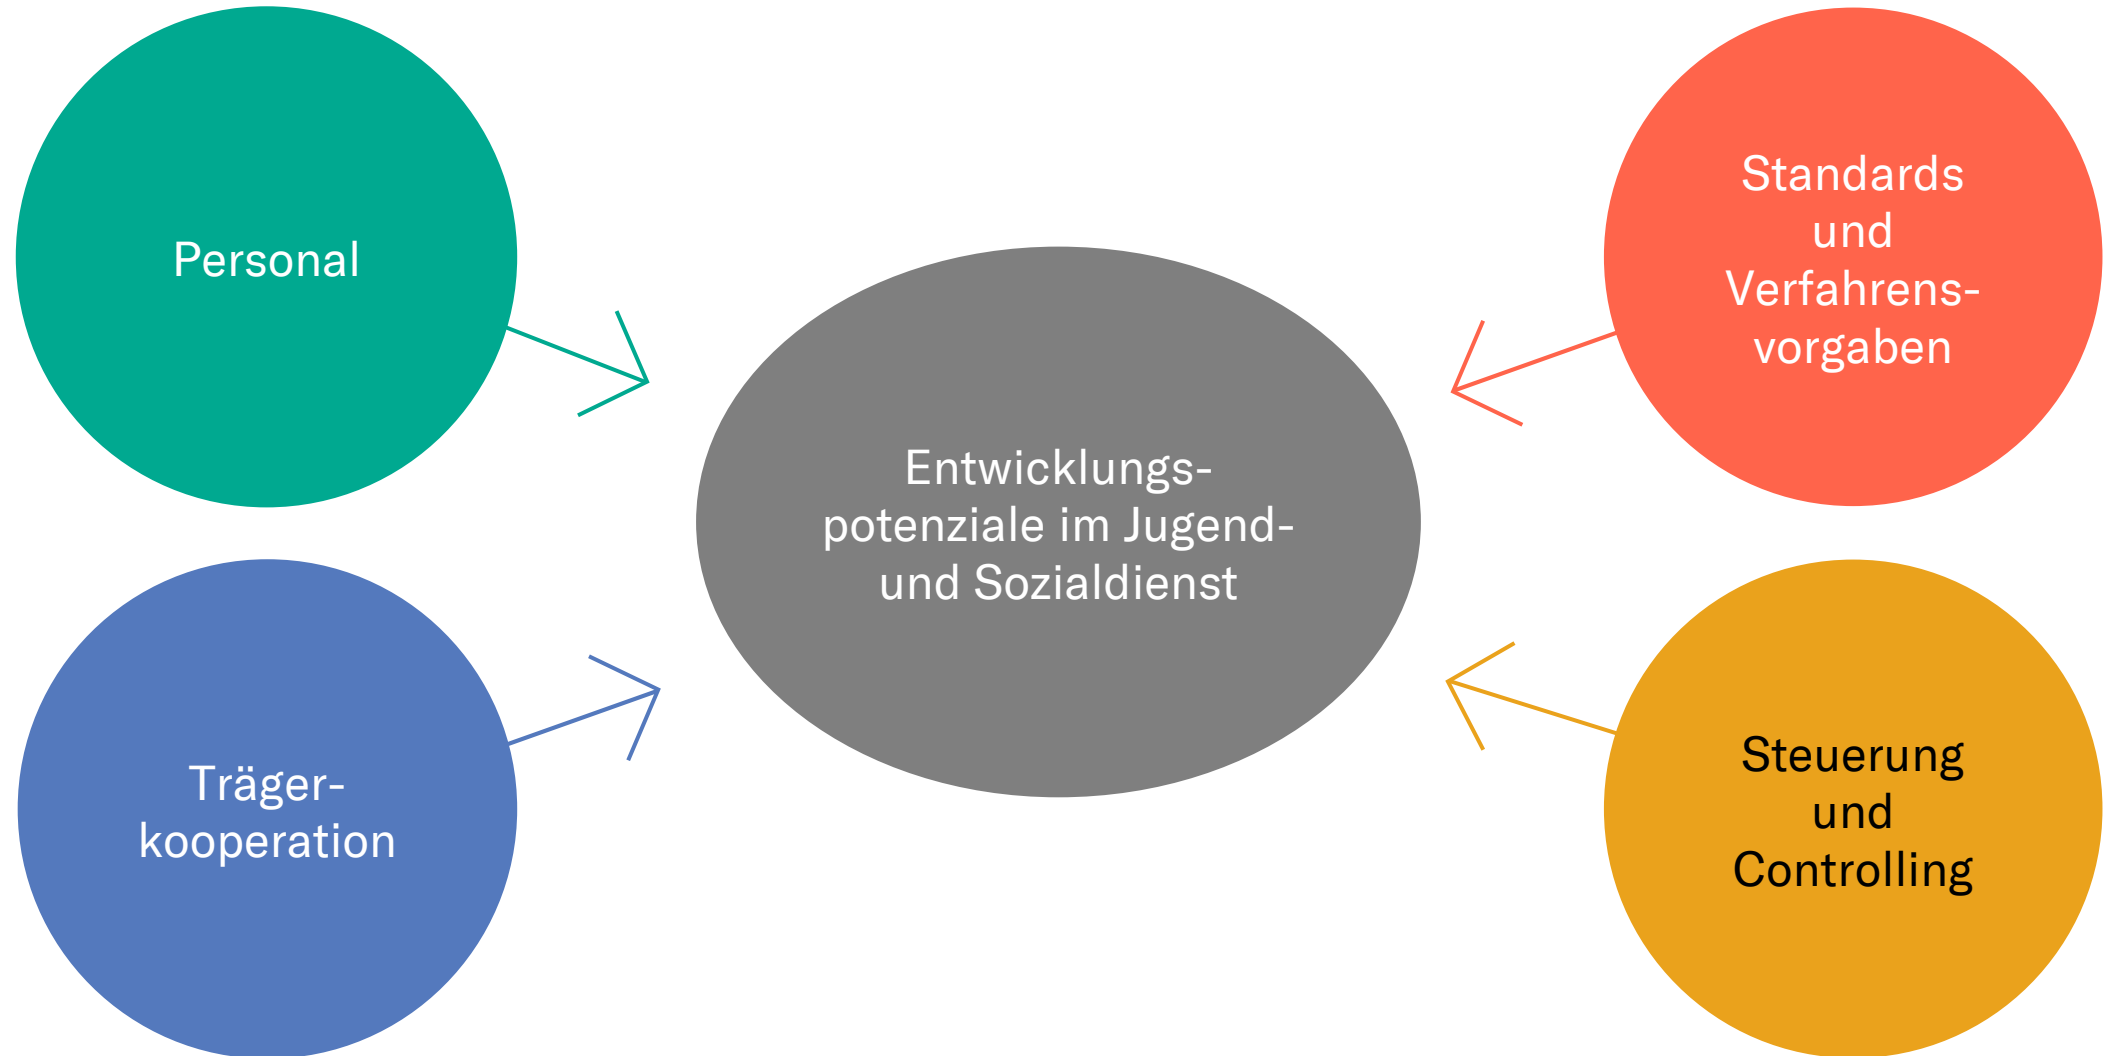 Personal
Standards
und
Verfahrens-
vorgaben
Entwicklungs-
potenziale im Jugend-
und Sozialdienst
Träger-
kooperation
Steuerung
und
Controlling